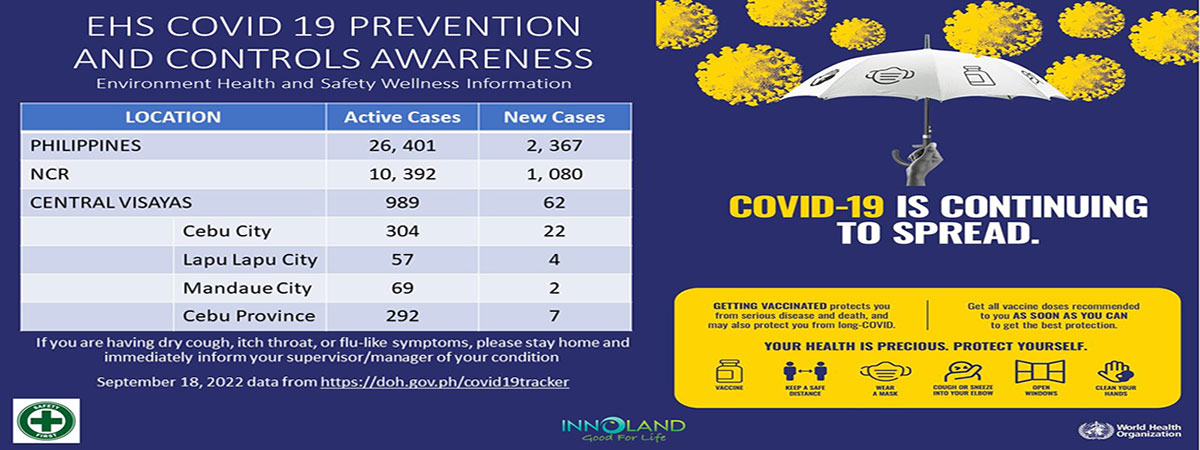 EHS COVID 19 PREVENTION
AND CONTROLS AWARENESS
Environment Health and Safety Wellness Information
LOCATION Active Cases New Cases
PHILIPPINES 26, 401 2, 367
NCR 10, 392 1, 080
CENTRAL VISAYAS 989 62
Cebu City 304 22
Lapu Lapu City 57 4
Mandaue City 69 2
Cebu Province 292 7
If you are having dry cough, itch throat, or flu-like symptoms, please stay home and
immediately inform your supervisor/manager of your condition
September 18, 2022 data from https://doh.gov.ph/covid19tracker
SAFETY
FIRST
INNOLAND
Good For Life
COVID-19 IS CONTINUING
TO SPREAD.
GETTING VACCINATED protects you
from serious disease and death, and
may also protect you from long-COVID.
Get all vaccine doses recommended
to you AS SOON AS YOU CAN
to get the best protection.
YOUR HEALTH IS PRECIOUS. PROTECT YOURSELF.
VACCINE
KEEP A SAFE
DISTANCE
WEAR
A MASK
COUGH OR SNEEZE
INTO YOUR ELBOW
OPEN
WINDOWS
CLEAN YOUR
HANDS
World Health
Organization